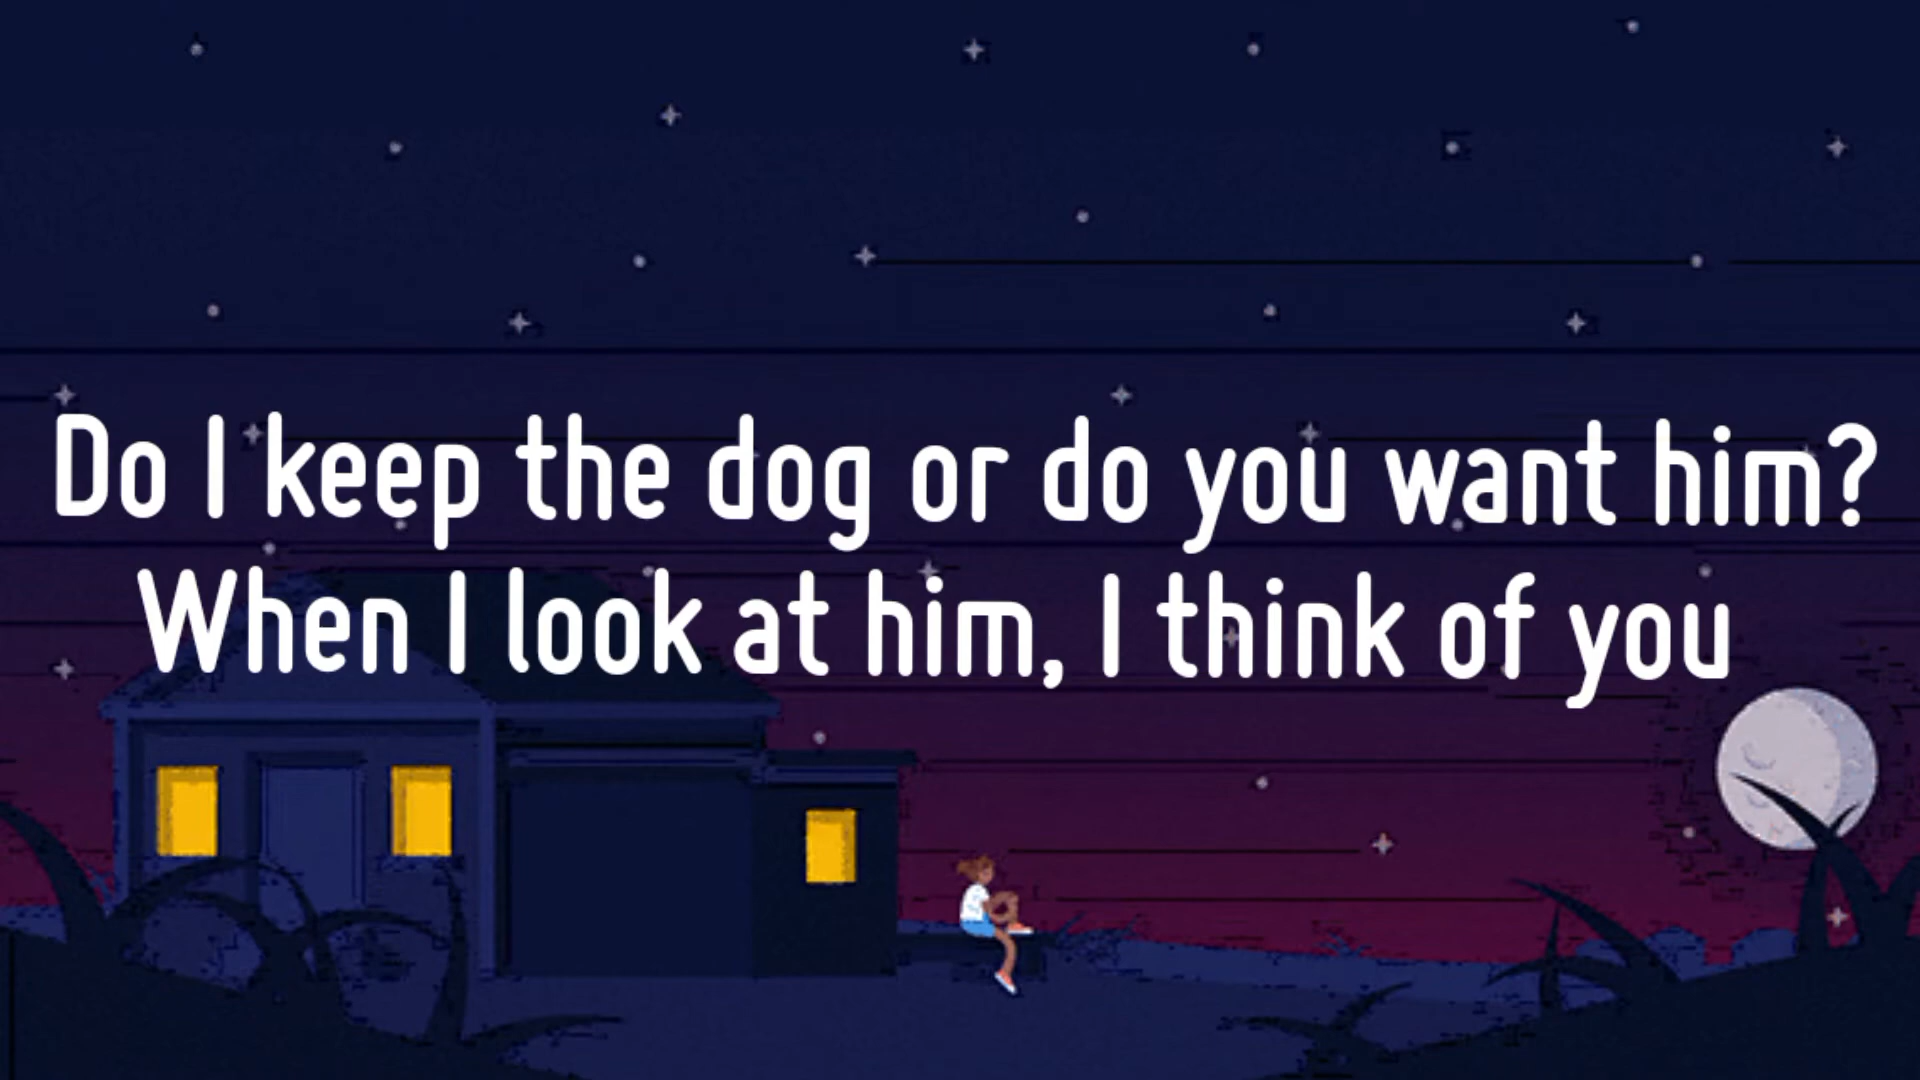 Do I keep the dog or do you want him?
When I look at him, I think of you